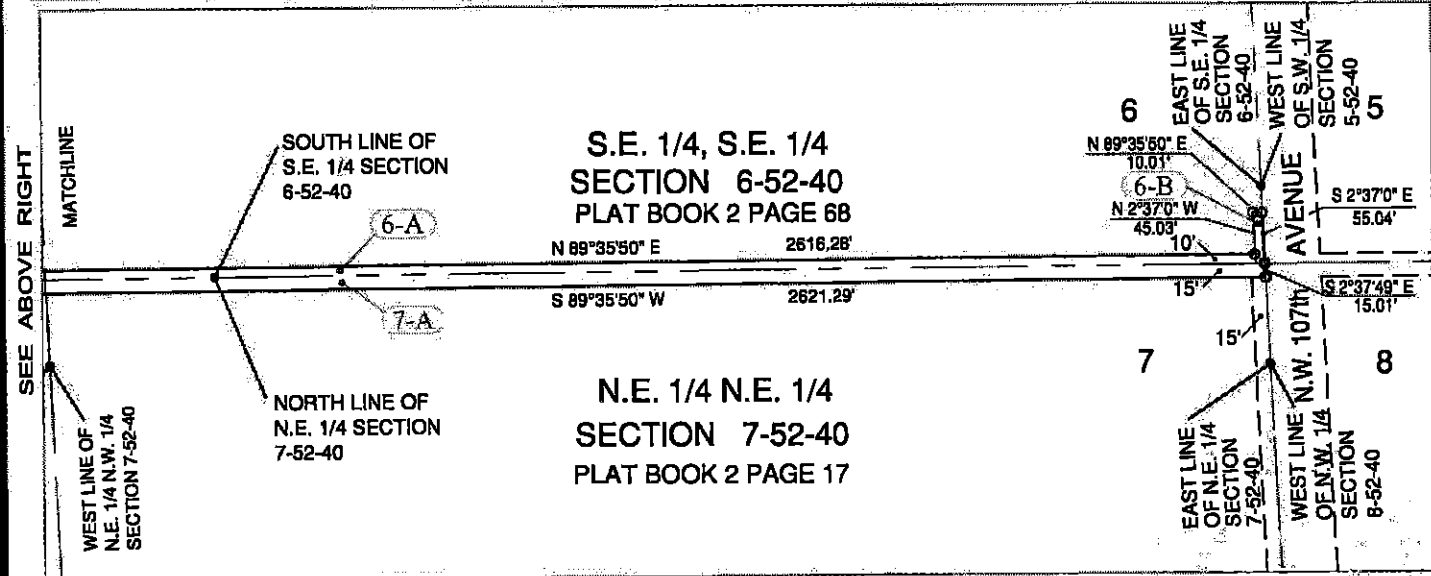 SEE ABOVE RIGHT
MATCHLINE
SOUTH LINE OF
S.E. 1/4 SECTION
6-52-40
6-A
7-A
NORTH LINE OF
N.E. 1/4 SECTION
7-52-40
WEST LINE OF
N.E. 1/4 N.W. 1/4
SECTION 7-52-40
S.E. 1/4, S.E. 1/4
SECTION 6-52-40
PLAT BOOK 2 PAGE 68
N 89°35'50" E 2616.28'
S 89°35'50" W 2621.29'
N.E. 1/4 N.E. 1/4
SECTION 7-52-40
PLAT BOOK 2 PAGE 17
6
EAST LINE
OF S.E. 1/4
SECTION
6-52-40
WEST LINE
OF S.W. 1/4
SECTION
5-52-40
5
N 89°35'50" E
10.01'
6-B
N 2°37'0" W
45.03'
10'
15'
15'
S 2°37'0" E
55.04'
S 2°37'49" E
15.01'
N.W. 107th AVENUE
7
8
EAST LINE
OF N.E. 1/4
SECTION
7-52-40
WEST LINE
OF N.W. 1/4
SECTION
8-52-40